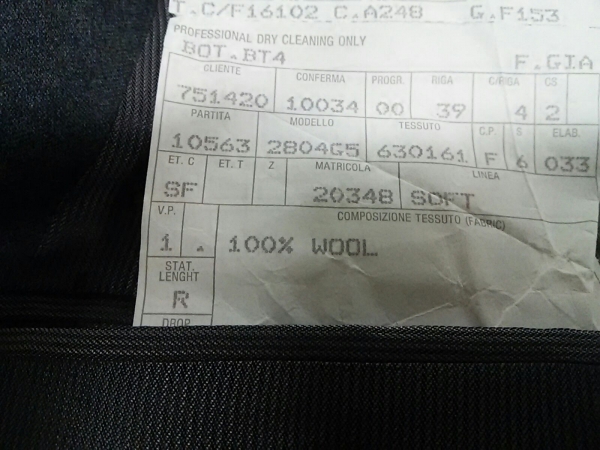 T.C/F16102 C.A248 G.F153
PROFESSIONAL DRY CLEANING ONLY
BOT.BT4 F.GIA
CLIENTE CONFERMA PROGR. RIGA C/RIGA CS
751420 10034 00 39 4 2
PARTITA MODELLO TESSUTO C.P. S ELAB.
10563 2804G5 630161 F 6 033
ET. C ET. T Z MATRICOLA LINEA
SF 20348 SOFT
V.P. COMPOSIZIONE TESSUTO (FABRIC)
1 . 100% WOOL
STAT.
LENGHT
R
DROP